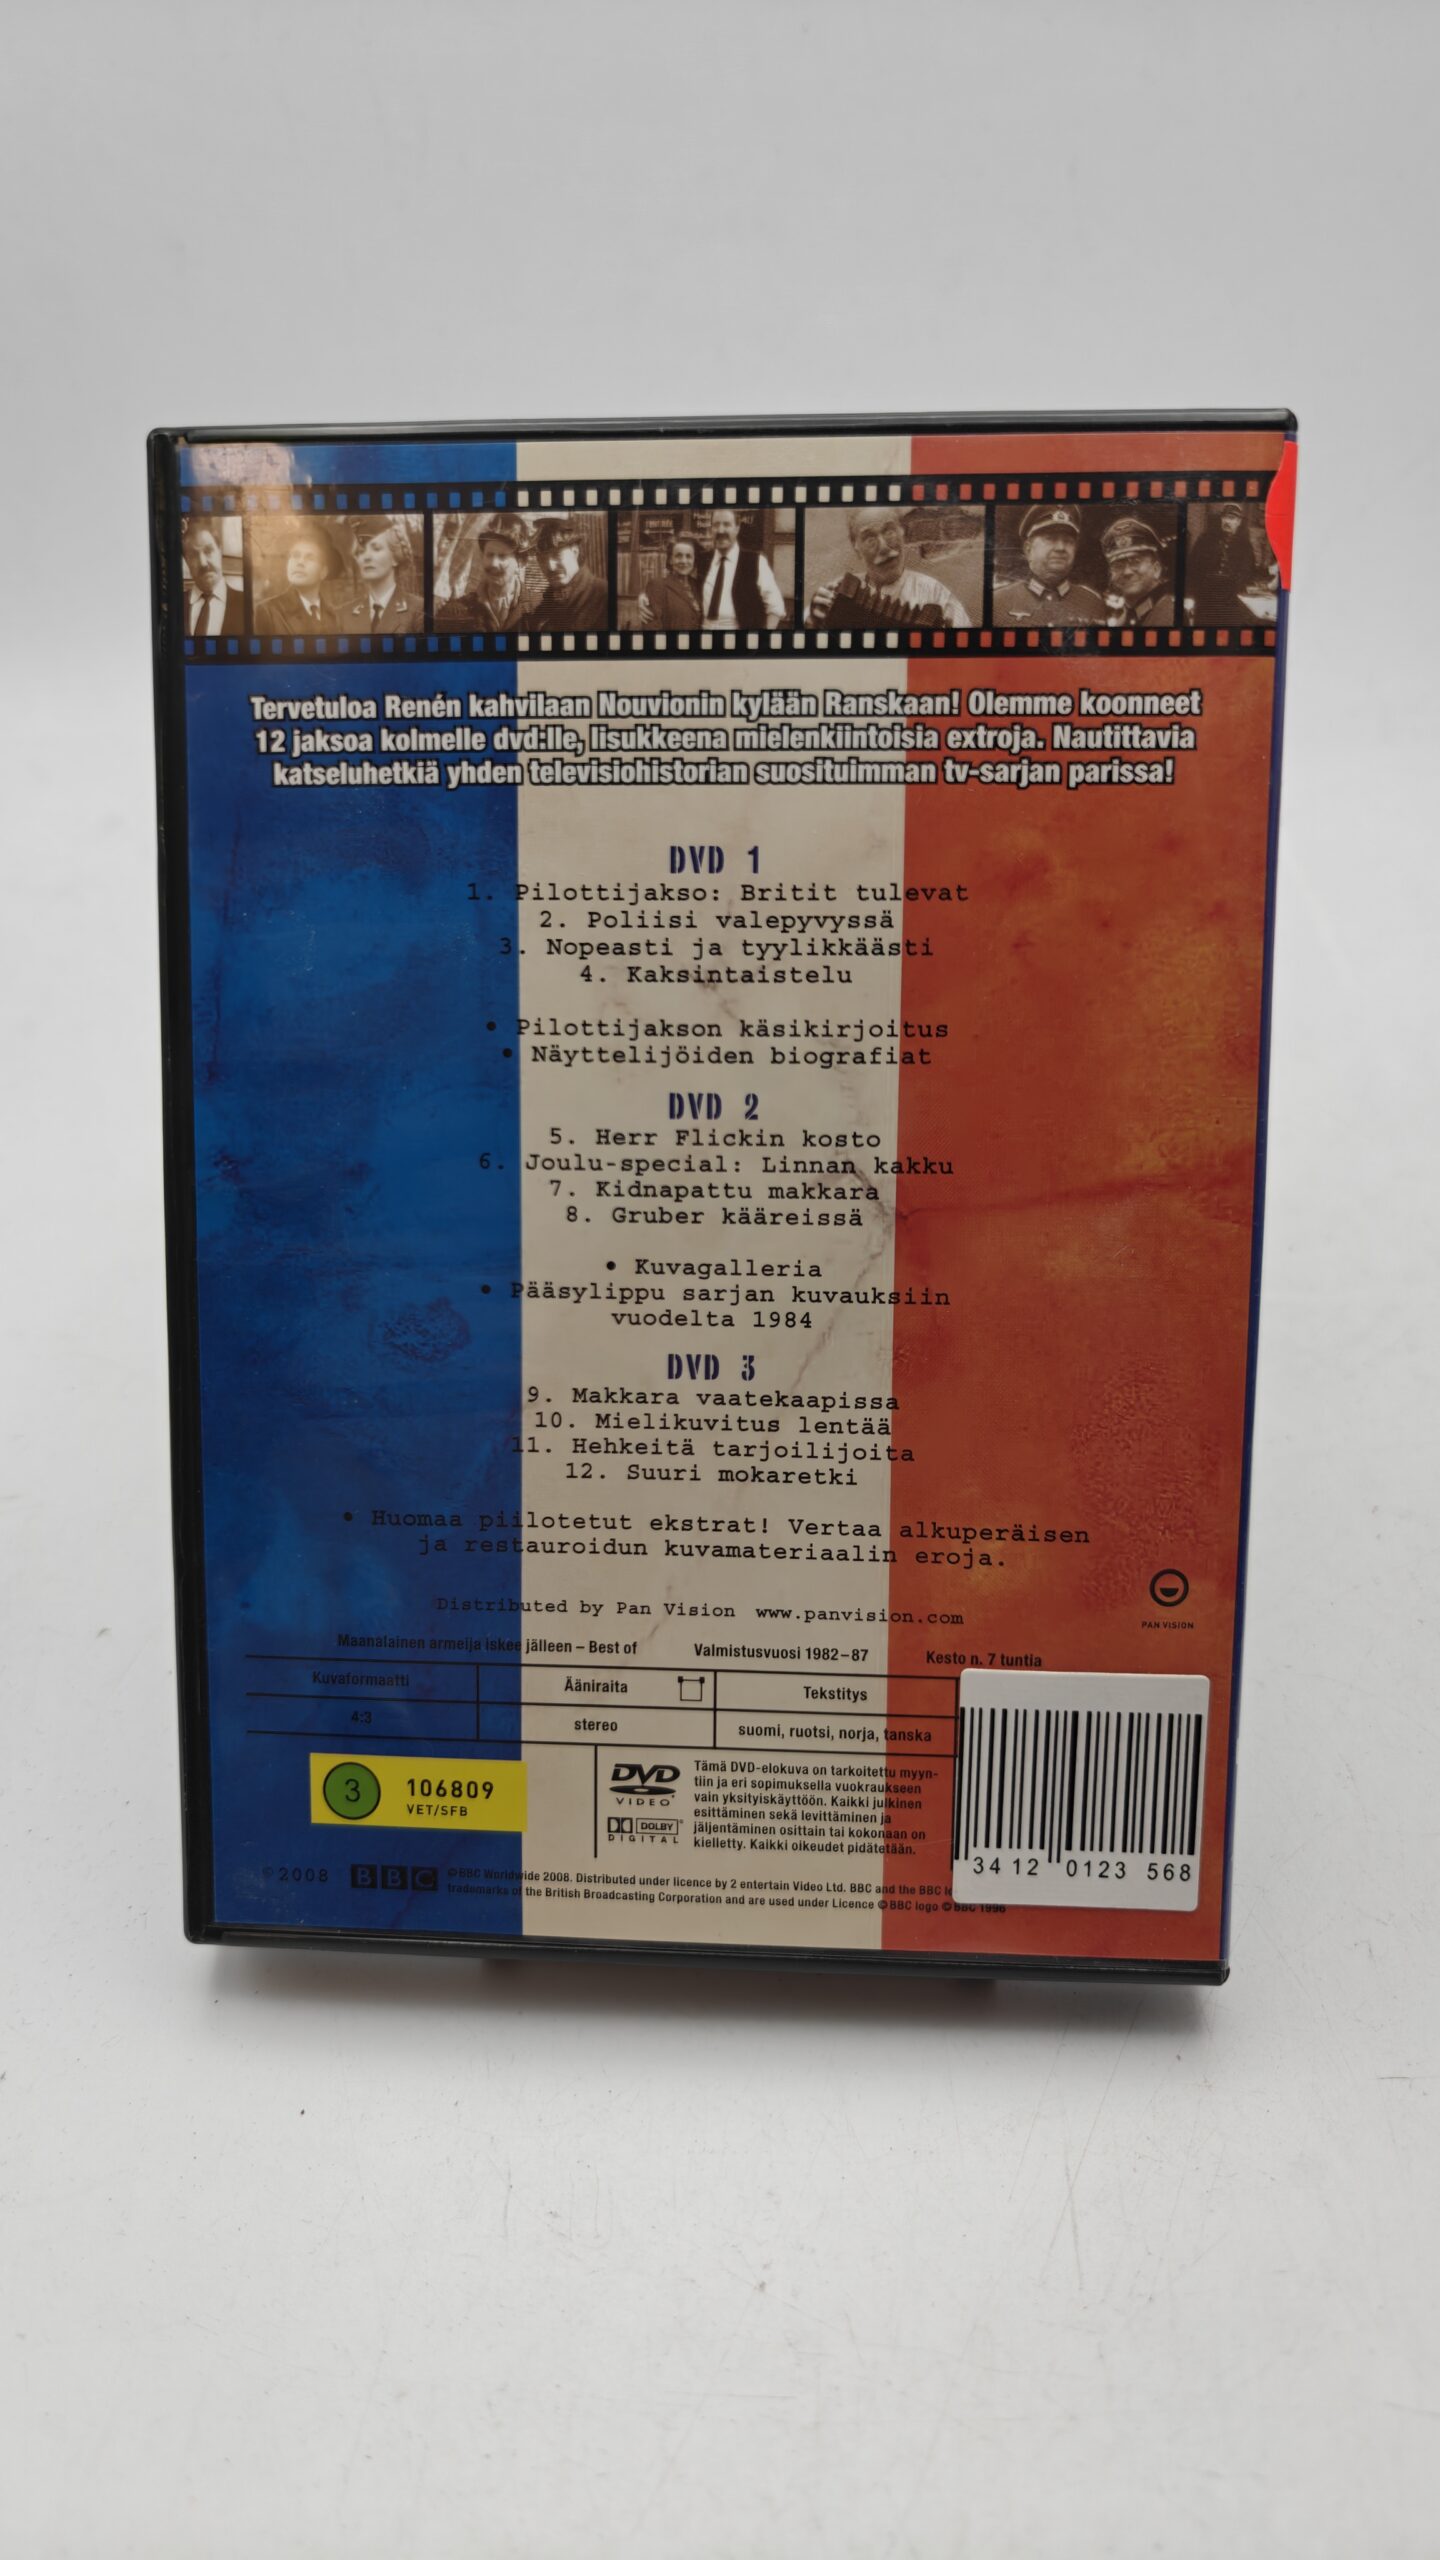 Tervetuloa Renén kahvilaan Nouvionin kylään Ranskaan! Olemme koonneet
12 jaksoa kolmelle dvd:lle, lisukkeena mielenkiintoisia extroja. Nautittavia
katseluhetkiä yhden televisiohistorian suosituimman tv-sarjan parissa!
DVD 1
1. Pilottijakso: Britit tulevat
2. Poliisi valepyvyssä
3. Nopeasti ja tyylikkäästi
4. Kaksintaistelu
• Pilottijakson käsikirjoitus
• Näyttelijöiden biografiat
DVD 2
5. Herr Flickin kosto
6. Joulu-special: Linnan kakku
7. Kidnapattu makkara
8. Gruber kääreissä
• Kuvagalleria
• Pääsylippu sarjan kuvauksiin
vuodelta 1984
DVD 3
9. Makkara vaatekaapissa
10. Mielikuvitus lentää
11. Hehkeitä tarjoilijoita
12. Suuri mokaretki
• Huomaa piilotetut ekstrat! Vertaa alkuperäisen
ja restauroidun kuvamateriaalin eroja.
PAN VISION
Distributed by Pan Vision www.panvision.com
Maanalainen armeija iskee jälleen – Best of Valmistusvuosi 1982–87 Kesto n. 7 tuntia
Kuvaformaatti Ääniraita Tekstitys
4:3 stereo suomi, ruotsi, norja, tanska
3 106809
VET/SFB
DVD
VIDEO
DOLBY
DIGITAL
Tämä DVD-elokuva on tarkoitettu myyn-
tiin ja eri sopimuksella vuokraukseen
vain yksityiskäyttöön. Kaikki julkinen
esittäminen sekä levittäminen ja
jäljentäminen osittain tai kokonaan on
kielletty. Kaikki oikeudet pidätetään.
3412 0123 568
© 2008 BBC © BBC Worldwide 2008. Distributed under licence by 2 entertain Video Ltd. BBC and the BBC
trademarks of the British Broadcasting Corporation and are used under Licence © BBC logo © BBC 1996